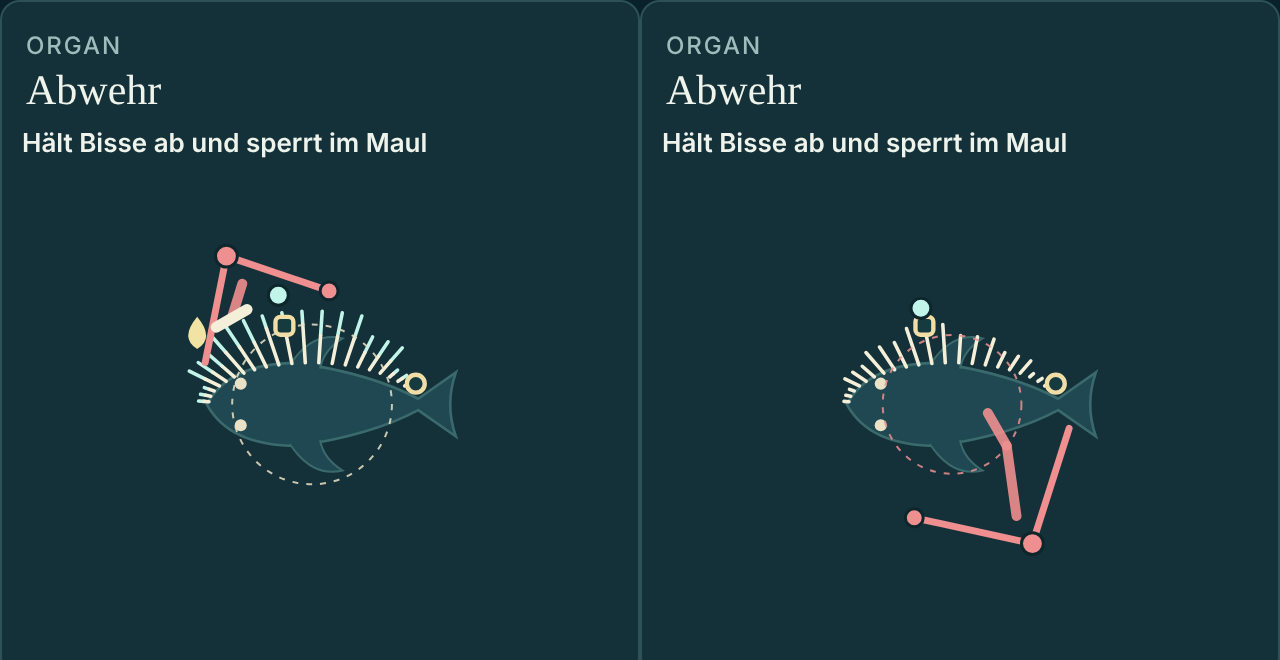 ORGAN
Abwehr
Hält Bisse ab und sperrt im Maul
ORGAN
Abwehr
Hält Bisse ab und sperrt im Maul